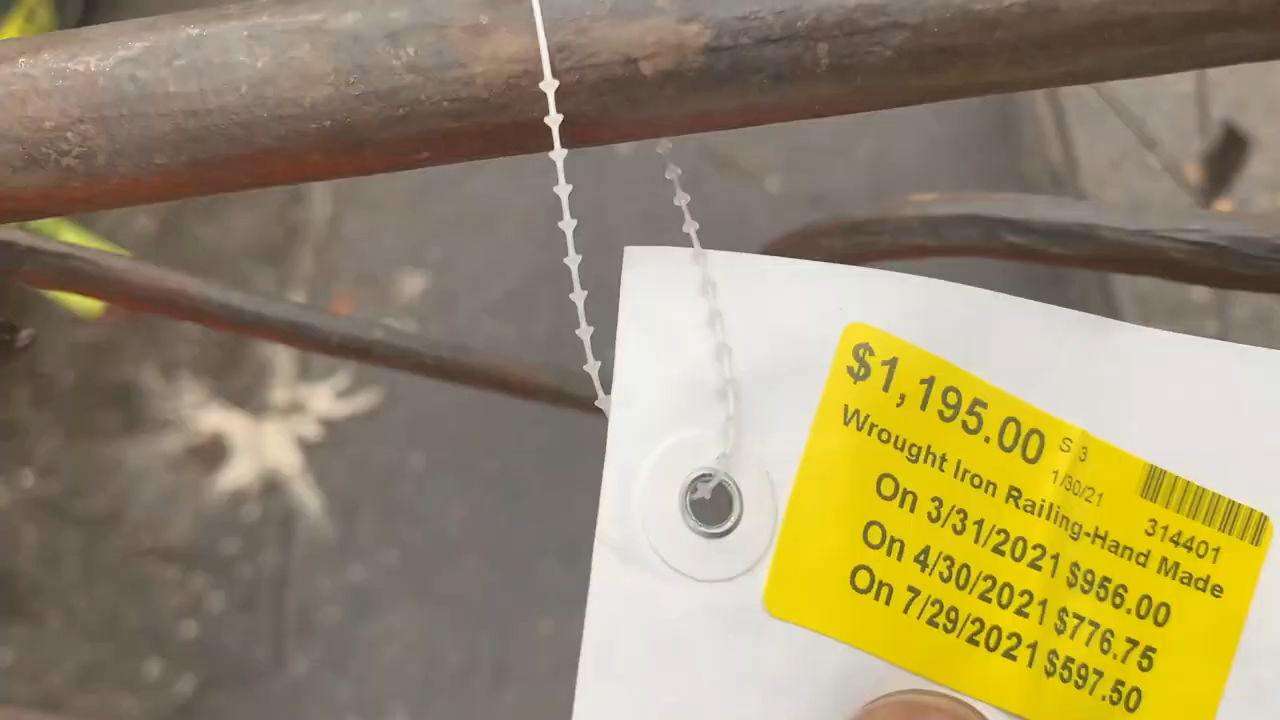 $1,195.00 S 3
1/30/21
314401
Wrought Iron Railing-Hand Made
On 3/31/2021 $956.00
On 4/30/2021 $776.75
On 7/29/2021 $597.50